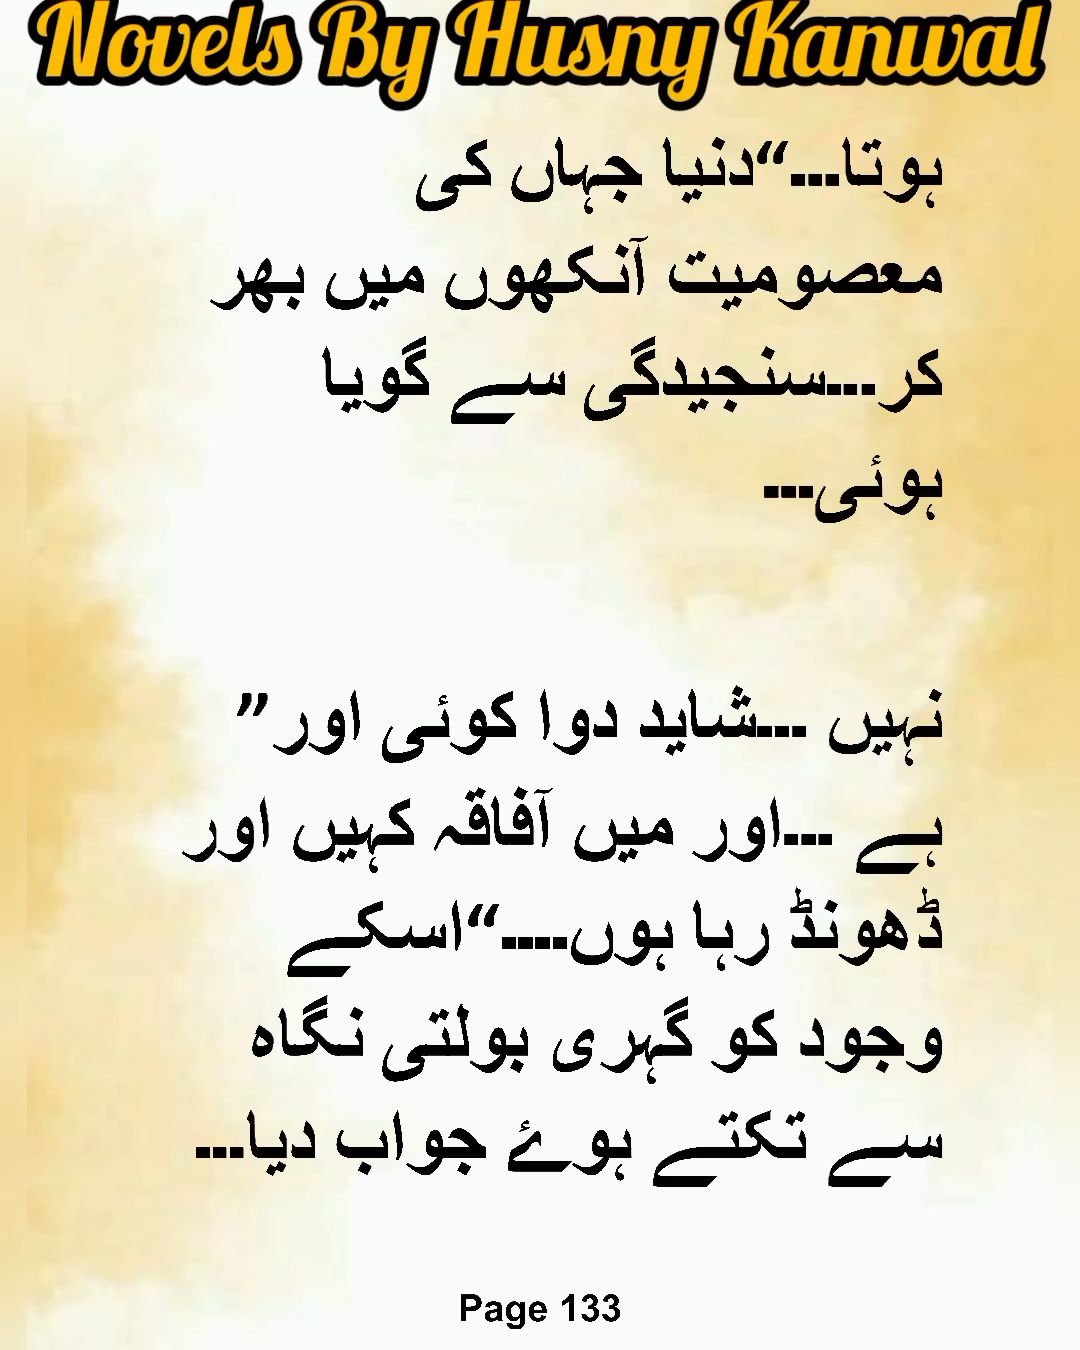 Novels By Husny Kanwal
ہوتا...“دنیا جہاں کی
معصومیت آنکھوں میں بھر
کر...سنجیدگی سے گویا
ہوئی...
نہیں ...شاید دوا کوئی اور”
ہے ...اور میں آفاقہ کہیں اور
ڈھونڈ رہا ہوں....“اسکے
وجود کو گہری بولتی نگاہ
سے تکتے ہوۓ جواب دیا...
Page 133